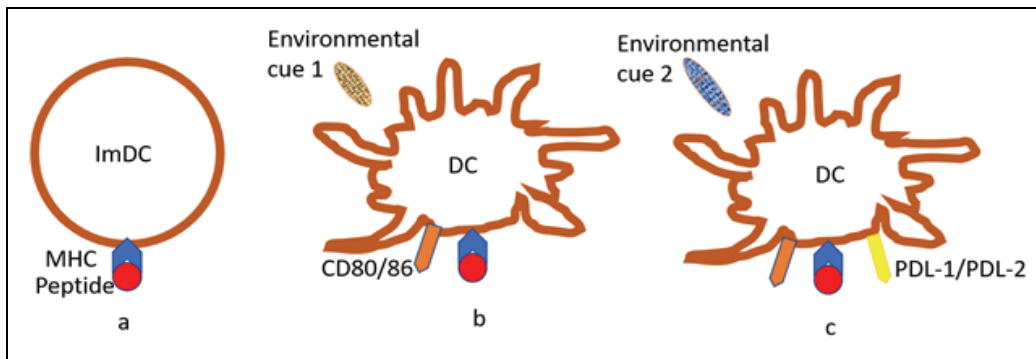 ImDC
MHC
Peptide
a
Environmental
cue 1
DC
CD80/86
b
Environmental
cue 2
DC
PDL-1/PDL-2
c